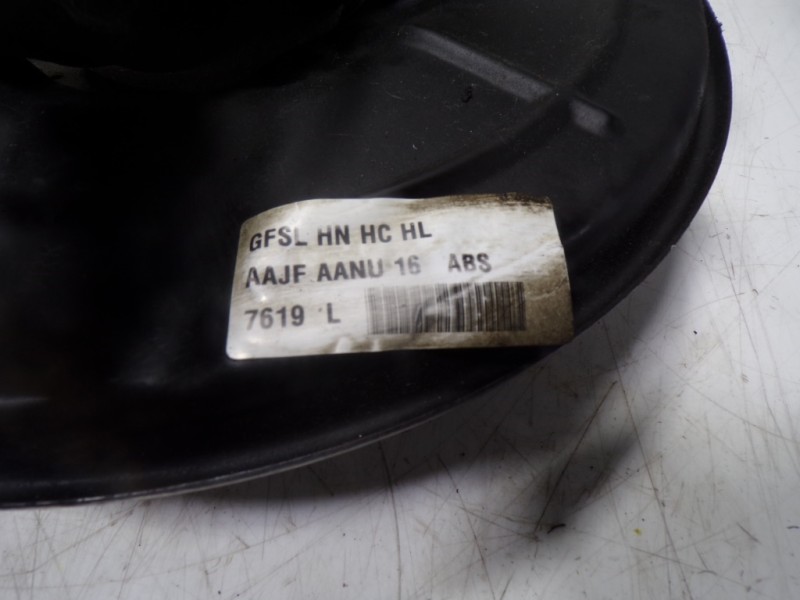 GFSL HN HC HL
AAJF AANU 16 ABS
7619 L